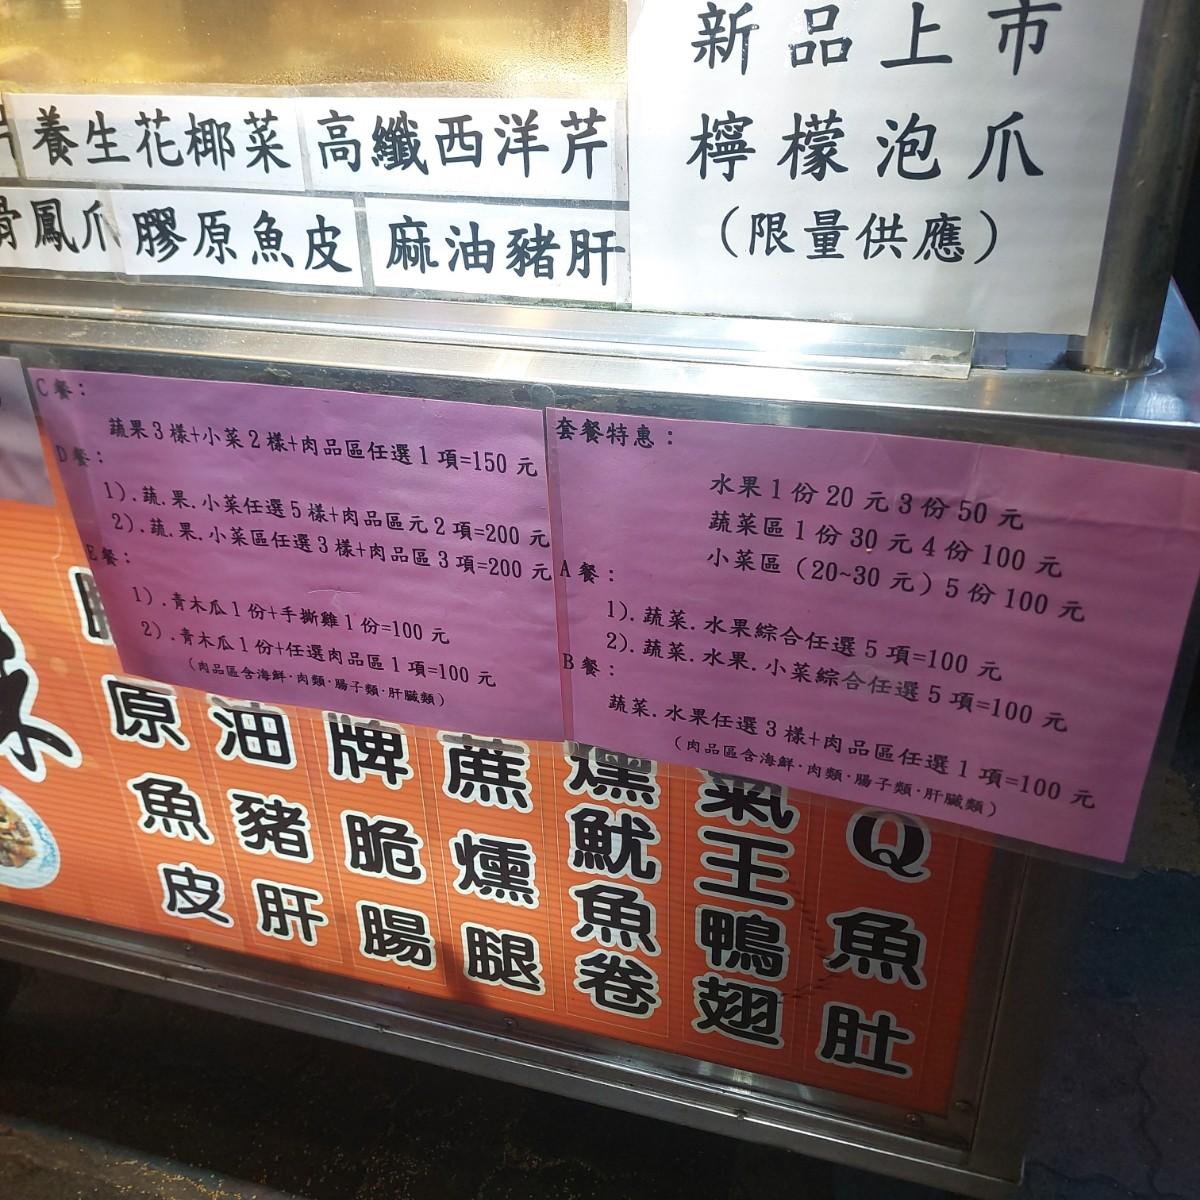 新品上市
檸檬泡爪
(限量供應)
養生花椰菜
高纖西洋芹
鳳爪
膠原魚皮
麻油豬肝
C餐：
蔬果3樣+小菜2樣+肉品區任選1項=150元
D餐：
1).蔬.果.小菜任選5樣+肉品區元2項=200元
2).蔬.果.小菜區任選3樣+肉品區3項=200元
E餐：
1).青木瓜1份+手撕雞1份=100元
2).青木瓜1份+任選肉品區1項=100元
(肉品區含海鮮·肉類·腸子類·肝臟類)
套餐特惠：
水果1份20元3份50元
蔬菜區1份30元4份100元
小菜區(20~30元)5份100元
A餐：
1).蔬菜.水果綜合任選5項=100元
2).蔬菜.水果.小菜綜合任選5項=100元
B餐：
蔬菜.水果任選3樣+肉品區任選1項=100元
(肉品區含海鮮·肉類·腸子類·肝臟類)
原魚皮
油豬肝
牌脆腸
蔗燻腿
燻魷魚卷
氣王鴨翅
Q魚肚